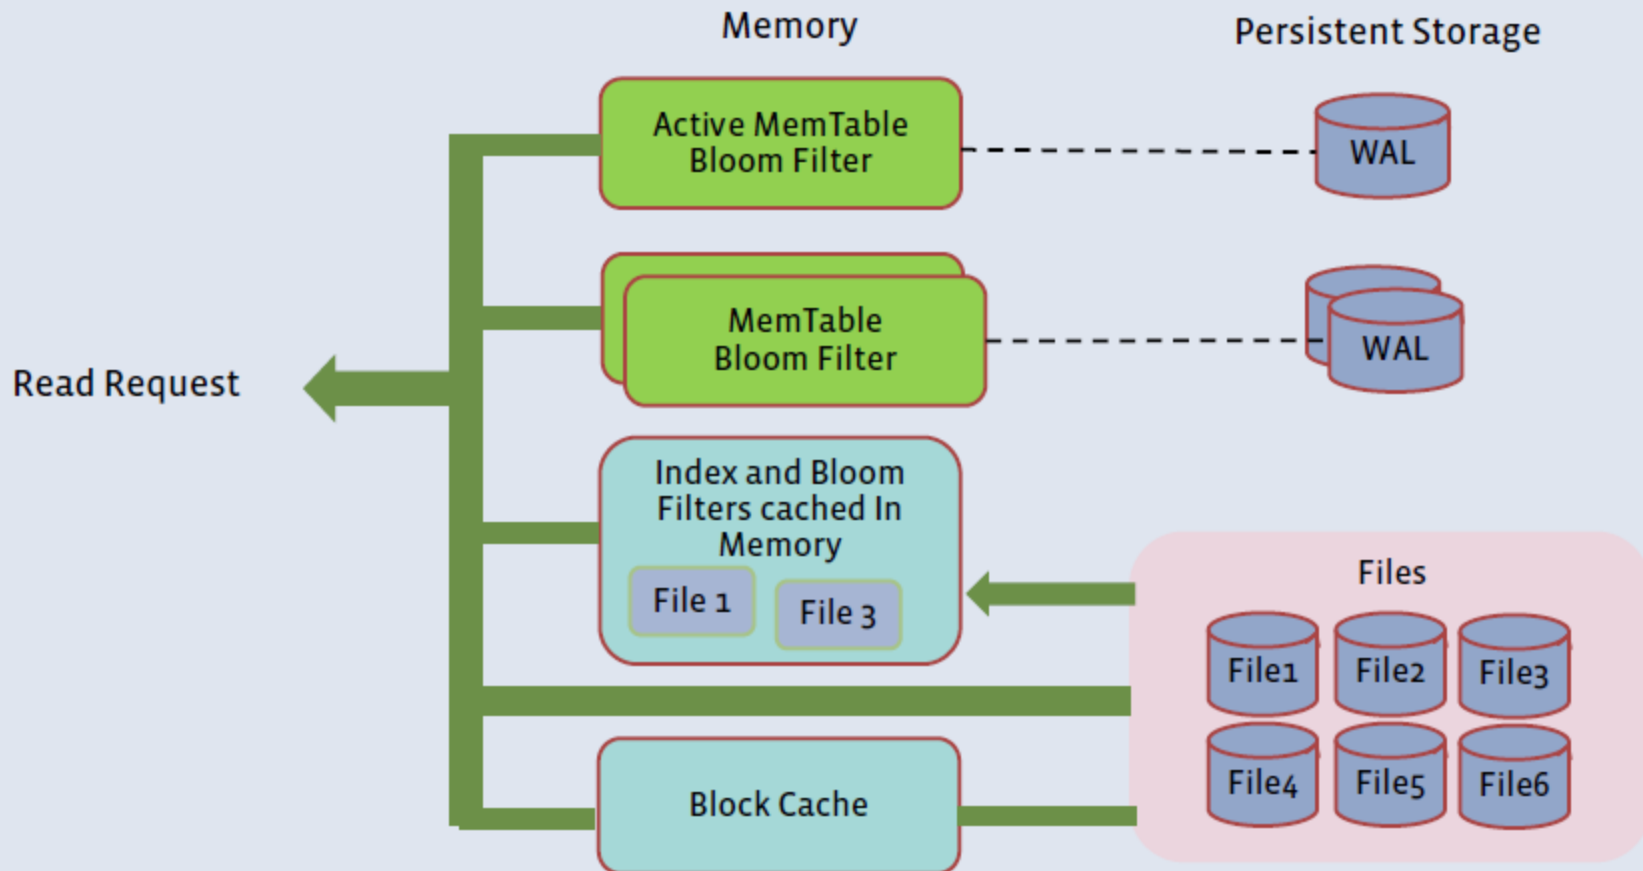 Memory
Persistent Storage
Active MemTable
Bloom Filter
WAL
MemTable
Bloom Filter
WAL
Read Request
Index and Bloom
Filters cached In
Memory
File 1
File 3
Files
File1
File2
File3
File4
File5
File6
Block Cache